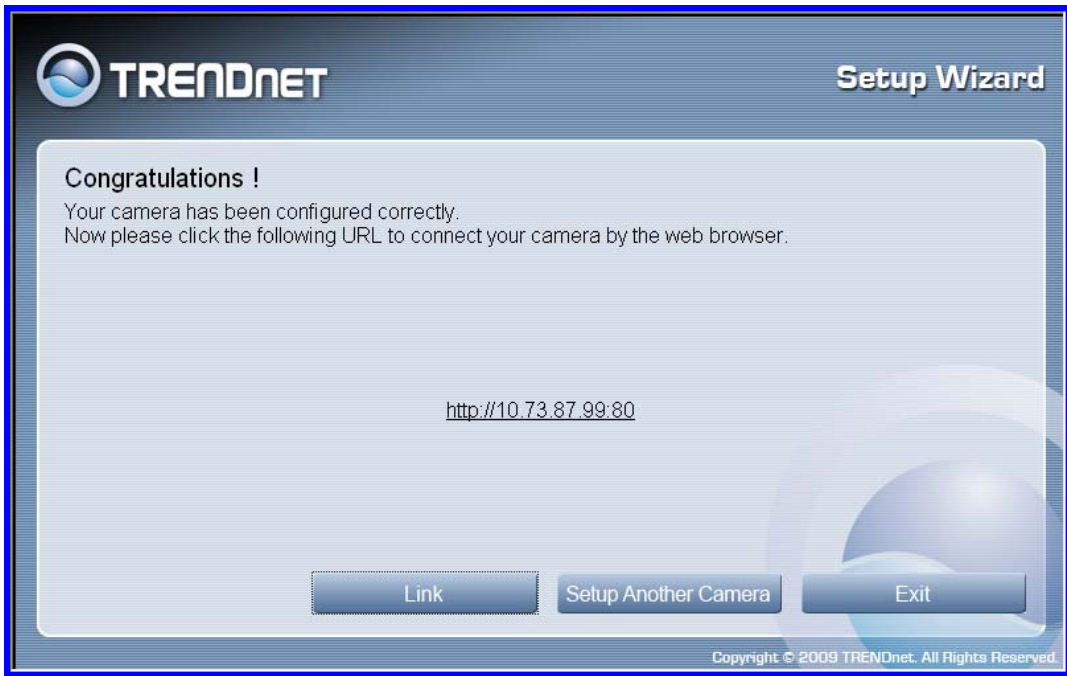 TRENDNET
Setup Wizard
Congratulations !
Your camera has been configured correctly.
Now please click the following URL to connect your camera by the web browser.
http://10.73.87.99:80
Link
Setup Another Camera
Exit
Copyright © 2009 TRENDnet. All Rights Reserved.